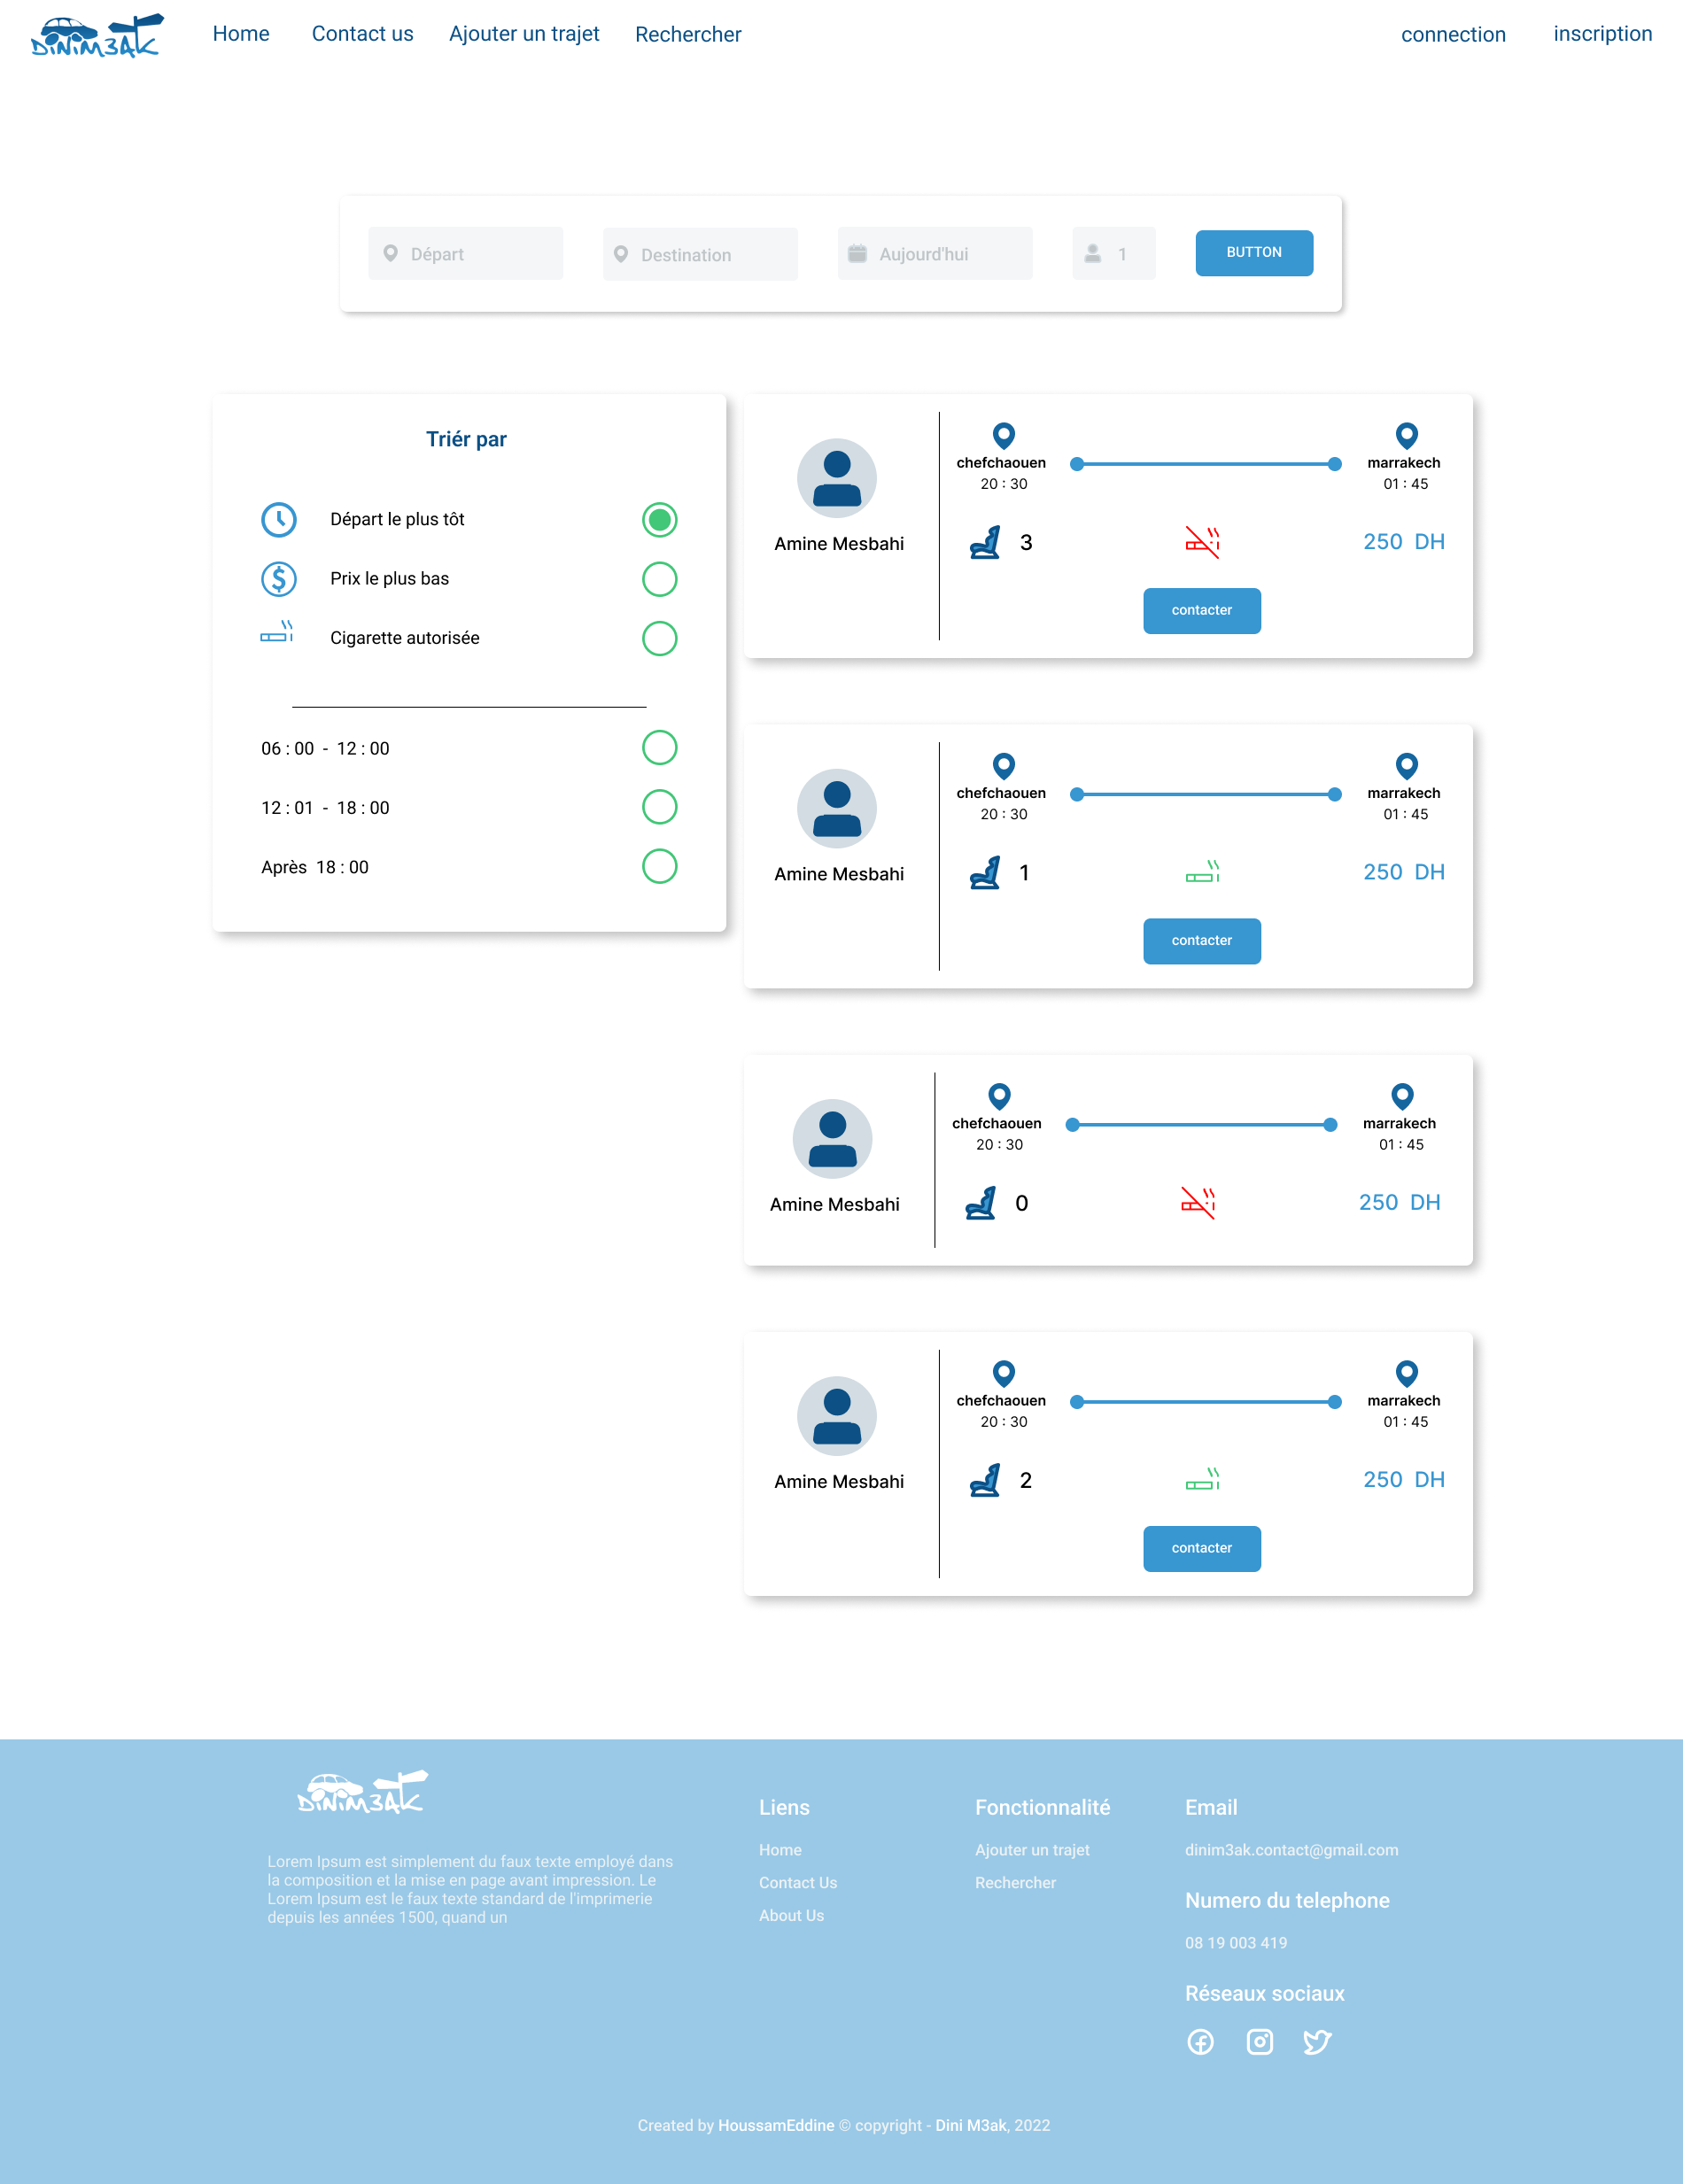 DINIM3AK
Home
Contact us
Ajouter un trajet
Rechercher
connection
inscription
Départ
Destination
Aujourd'hui
1
BUTTON
Triér par
Départ le plus tôt
Prix le plus bas
Cigarette autorisée
06 : 00 - 12 : 00
12 : 01 - 18 : 00
Après 18 : 00
Amine Mesbahi
chefchaouen
20 : 30
marrakech
01 : 45
3
250 DH
contacter
Amine Mesbahi
chefchaouen
20 : 30
marrakech
01 : 45
1
250 DH
contacter
Amine Mesbahi
chefchaouen
20 : 30
marrakech
01 : 45
0
250 DH
Amine Mesbahi
chefchaouen
20 : 30
marrakech
01 : 45
2
250 DH
contacter
DINIM3AK
Lorem Ipsum est simplement du faux texte employé dans
la composition et la mise en page avant impression. Le
Lorem Ipsum est le faux texte standard de l'imprimerie
depuis les années 1500, quand un
Liens
Home
Contact Us
About Us
Fonctionnalité
Ajouter un trajet
Rechercher
Email
dinim3ak.contact@gmail.com
Numero du telephone
08 19 003 419
Réseaux sociaux
Created by HoussamEddine © copyright - Dini M3ak, 2022